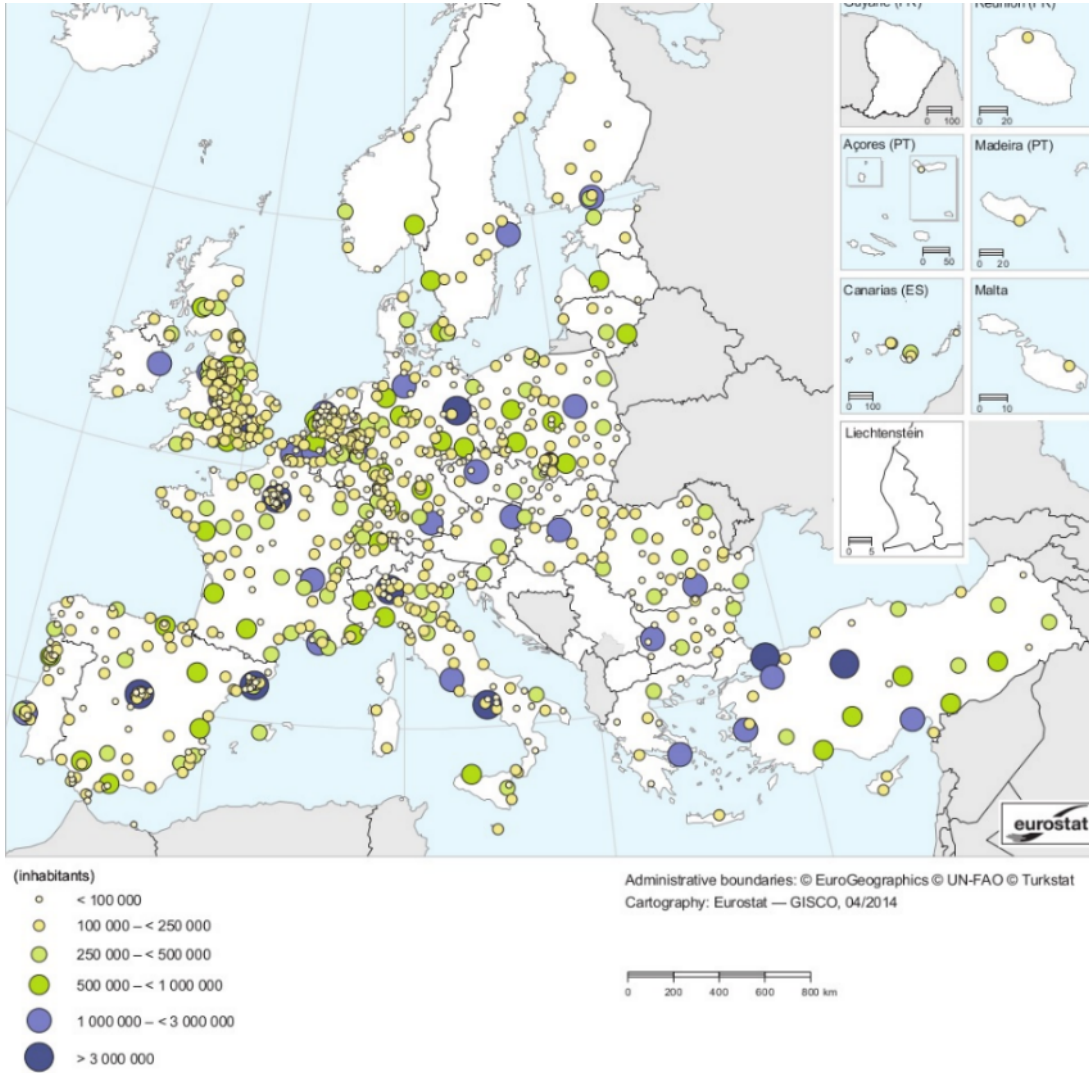 Guyane (FR)
Réunion (FR)
0 100
0 20
Açores (PT)
Madeira (PT)
0 50
0 20
Canarias (ES)
Malta
0 100
0 10
Liechtenstein
0 5
eurostat
(inhabitants)
< 100 000
100 000 – < 250 000
250 000 – < 500 000
500 000 – < 1 000 000
1 000 000 – < 3 000 000
> 3 000 000
Administrative boundaries: © EuroGeographics © UN-FAO © Turkstat
Cartography: Eurostat — GISCO, 04/2014
0 200 400 600 800 km